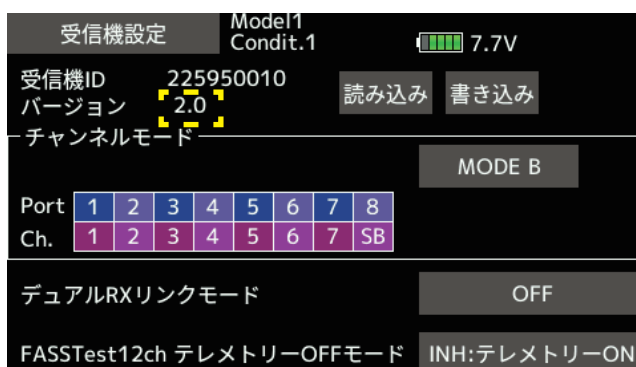 受信機設定 Model1
Condit.1 7.7V
受信機ID 225950010
バージョン 2.0 読み込み 書き込み
チャンネルモード
MODE B
Port 1 2 3 4 5 6 7 8
Ch. 1 2 3 4 5 6 7 SB
デュアルRXリンクモード OFF
FASSTest12ch テレメトリーOFFモード INH:テレメトリーON